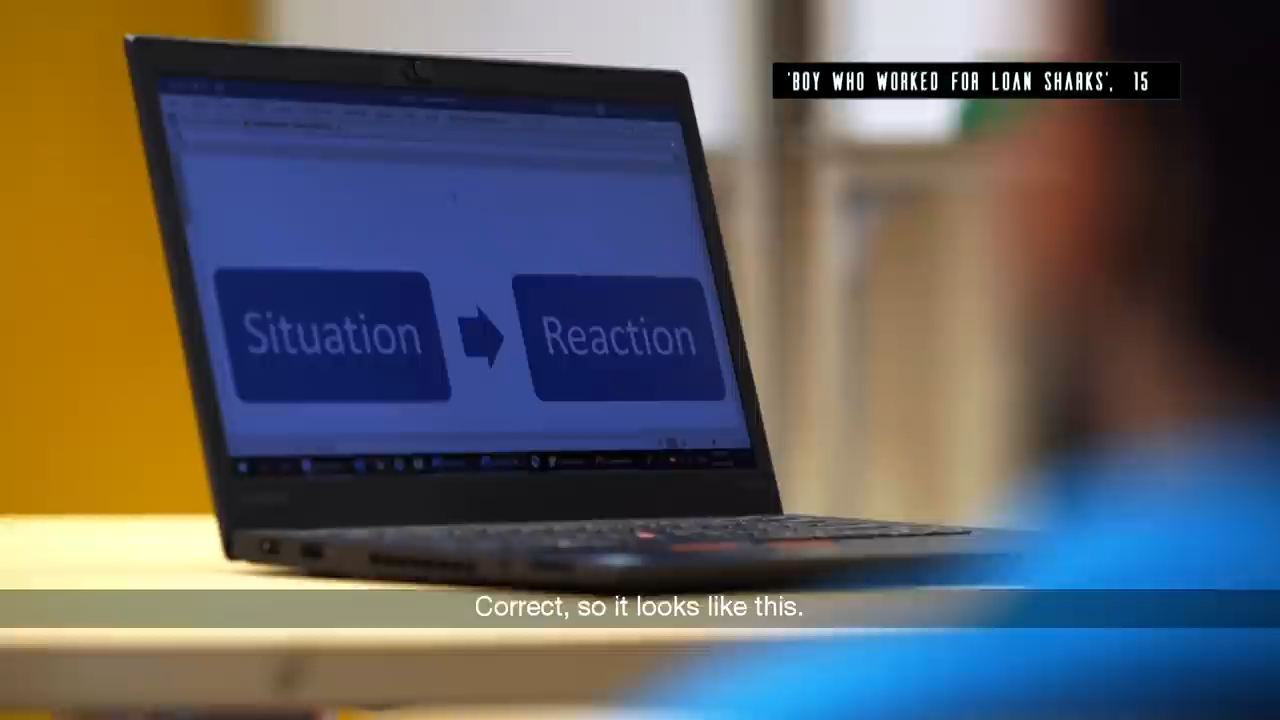 'BOY WHO WORKED FOR LOAN SHARKS', 15
Situation
Reaction
Correct, so it looks like this.